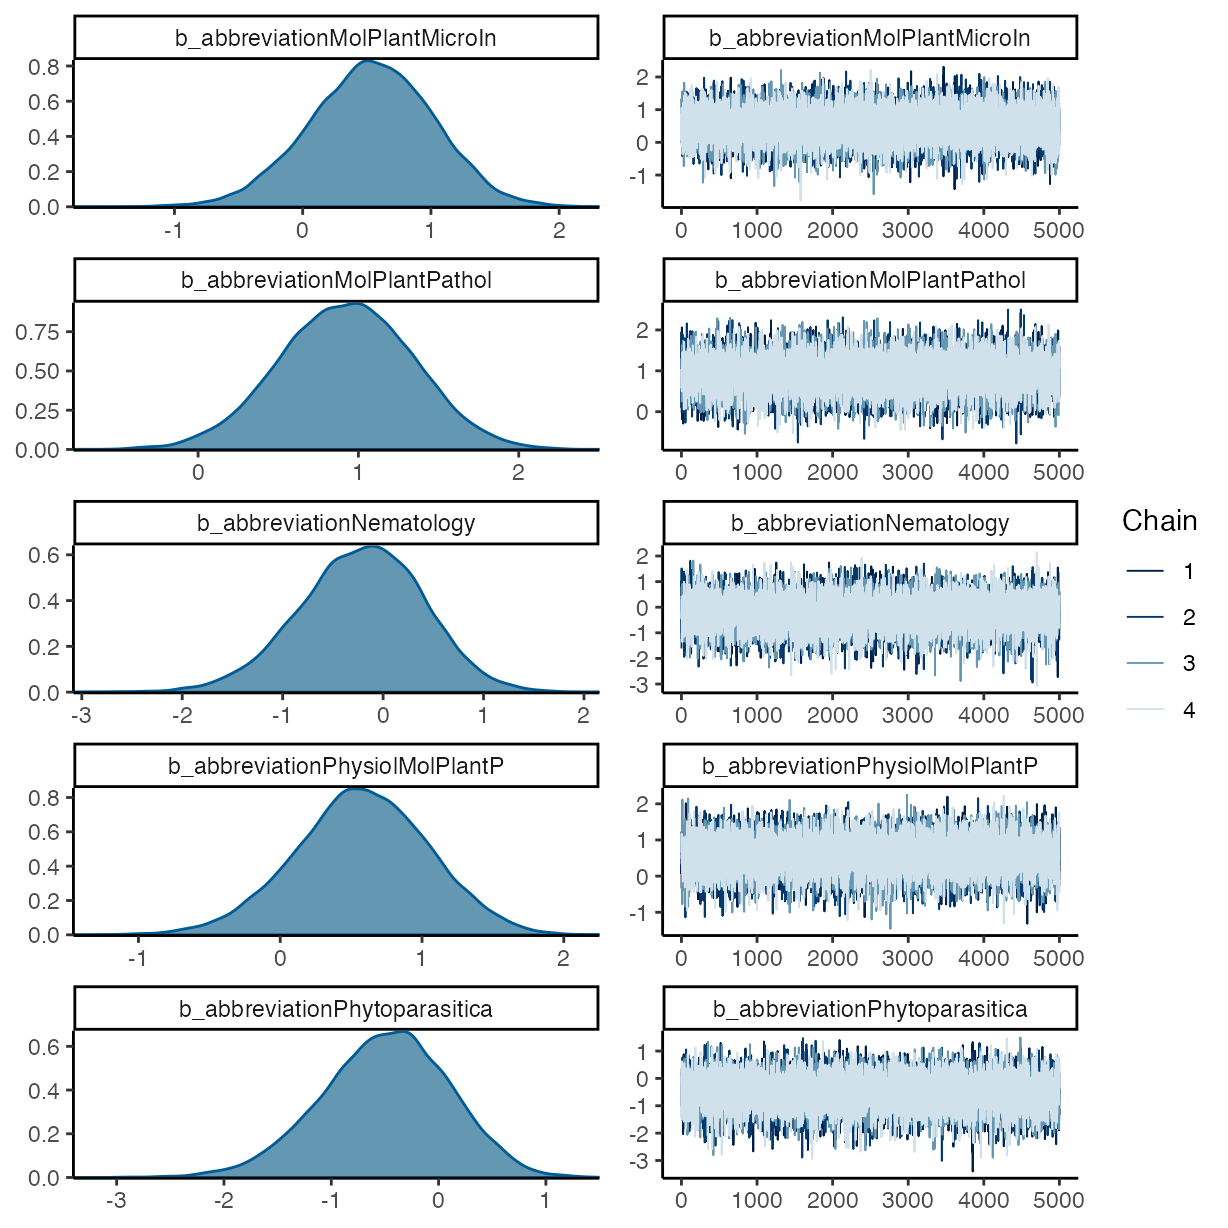 b_abbreviationMolPlantMicroIn
b_abbreviationMolPlantMicroIn
0.8
0.6
0.4
0.2
0.0
-1 0 1 2
2
1
0
-1
0 1000 2000 3000 4000 5000
b_abbreviationMolPlantPathol
b_abbreviationMolPlantPathol
0.75
0.50
0.25
0.00
0 1 2
2
1
0
0 1000 2000 3000 4000 5000
b_abbreviationNematology
b_abbreviationNematology
0.6
0.4
0.2
0.0
-3 -2 -1 0 1 2
2
1
0
-1
-2
-3
0 1000 2000 3000 4000 5000
b_abbreviationPhysiolMolPlantP
b_abbreviationPhysiolMolPlantP
0.8
0.6
0.4
0.2
0.0
-1 0 1 2
2
1
0
-1
0 1000 2000 3000 4000 5000
b_abbreviationPhytoparasitica
b_abbreviationPhytoparasitica
0.6
0.4
0.2
0.0
-3 -2 -1 0 1
1
0
-1
-2
-3
0 1000 2000 3000 4000 5000
Chain
1
2
3
4